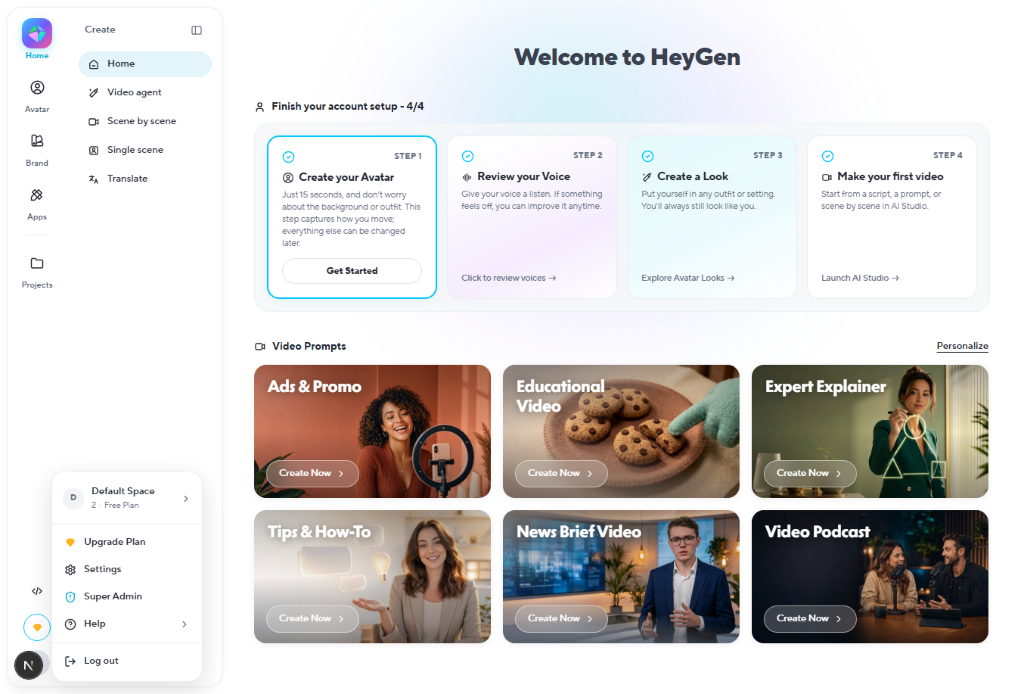 Home
Avatar
Brand
Apps
Projects
Create
Home
Video agent
Scene by scene
Single scene
Translate
D
Default Space
2 · Free Plan
Upgrade Plan
Settings
Super Admin
Help
Log out
N
Welcome to HeyGen
Finish your account setup - 4/4
STEP 1
Create your Avatar
Just 15 seconds, and don't worry
about the background or outfit. This
step captures how you move;
everything else can be changed
later.
Get Started
STEP 2
Review your Voice
Give your voice a listen. If something
feels off, you can improve it anytime.
Click to review voices →
STEP 3
Create a Look
Put yourself in any outfit or setting.
You'll always still look like you.
Explore Avatar Looks →
STEP 4
Make your first video
Start from a script, a prompt, or
scene by scene in AI Studio.
Launch AI Studio →
Video Prompts
Personalize
Ads & Promo
Create Now
Educational
Video
Create Now
Expert Explainer
Create Now
Tips & How-To
Create Now
News Brief Video
Create Now
Video Podcast
Create Now